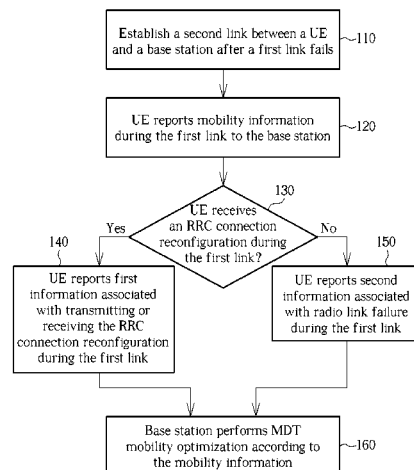 Establish a second link between a UE
and a base station after a first link fails
110
UE reports mobility information
during the first link to the base station
120
130
UE receives
an RRC connection
reconfiguration during
the first link?
Yes
No
140
150
UE reports first
information associated
with transmitting or
receiving the RRC
connection reconfiguration
during the first link
UE reports second
information associated
with radio link failure
during the first link
Base station performs MDT
mobility optimization according to
the mobility information
160